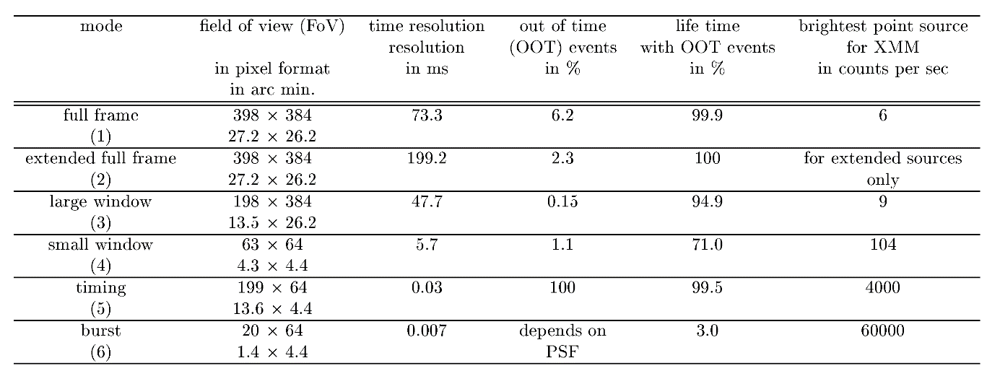 mode field of view (FoV) time resolution out of time life time brightest point source
resolution (OOT) events with OOT events for XMM
in pixel format in ms in % in % in counts per sec
in arc min.
full frame 398 × 384 73.3 6.2 99.9 6
(1) 27.2 × 26.2
extended full frame 398 × 384 199.2 2.3 100 for extended sources
(2) 27.2 × 26.2 only
large window 198 × 384 47.7 0.15 94.9 9
(3) 13.5 × 26.2
small window 63 × 64 5.7 1.1 71.0 104
(4) 4.3 × 4.4
timing 199 × 64 0.03 100 99.5 4000
(5) 13.6 × 4.4
burst 20 × 64 0.007 depends on 3.0 60000
(6) 1.4 × 4.4 PSF